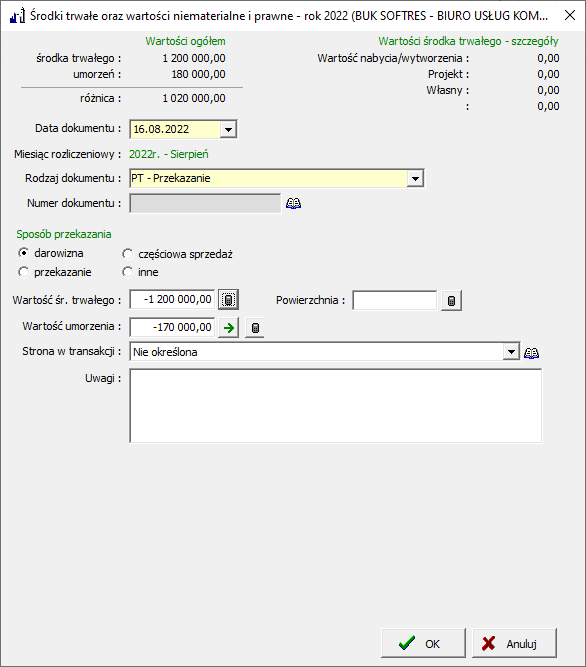 Środki trwałe oraz wartości niematerialne i prawne - rok 2022 (BUK SOFTRES - BIURO USŁUG KOM...
Wartości ogółem
środka trwałego : 1 200 000,00
umorzeń : 180 000,00
różnica : 1 020 000,00
Wartości środka trwałego - szczegóły
Wartość nabycia/wytworzenia : 0,00
Projekt : 0,00
Własny : 0,00
: 0,00
Data dokumentu : 16.08.2022
Miesiąc rozliczeniowy : 2022r. - Sierpień
Rodzaj dokumentu : PT - Przekazanie
Numer dokumentu :
Sposób przekazania
darowizna częściowa sprzedaż
przekazanie inne
Wartość śr. trwałego : -1 200 000,00 Powierzchnia :
Wartość umorzenia : -170 000,00
Strona w transakcji : Nie określona
Uwagi :
OK Anuluj